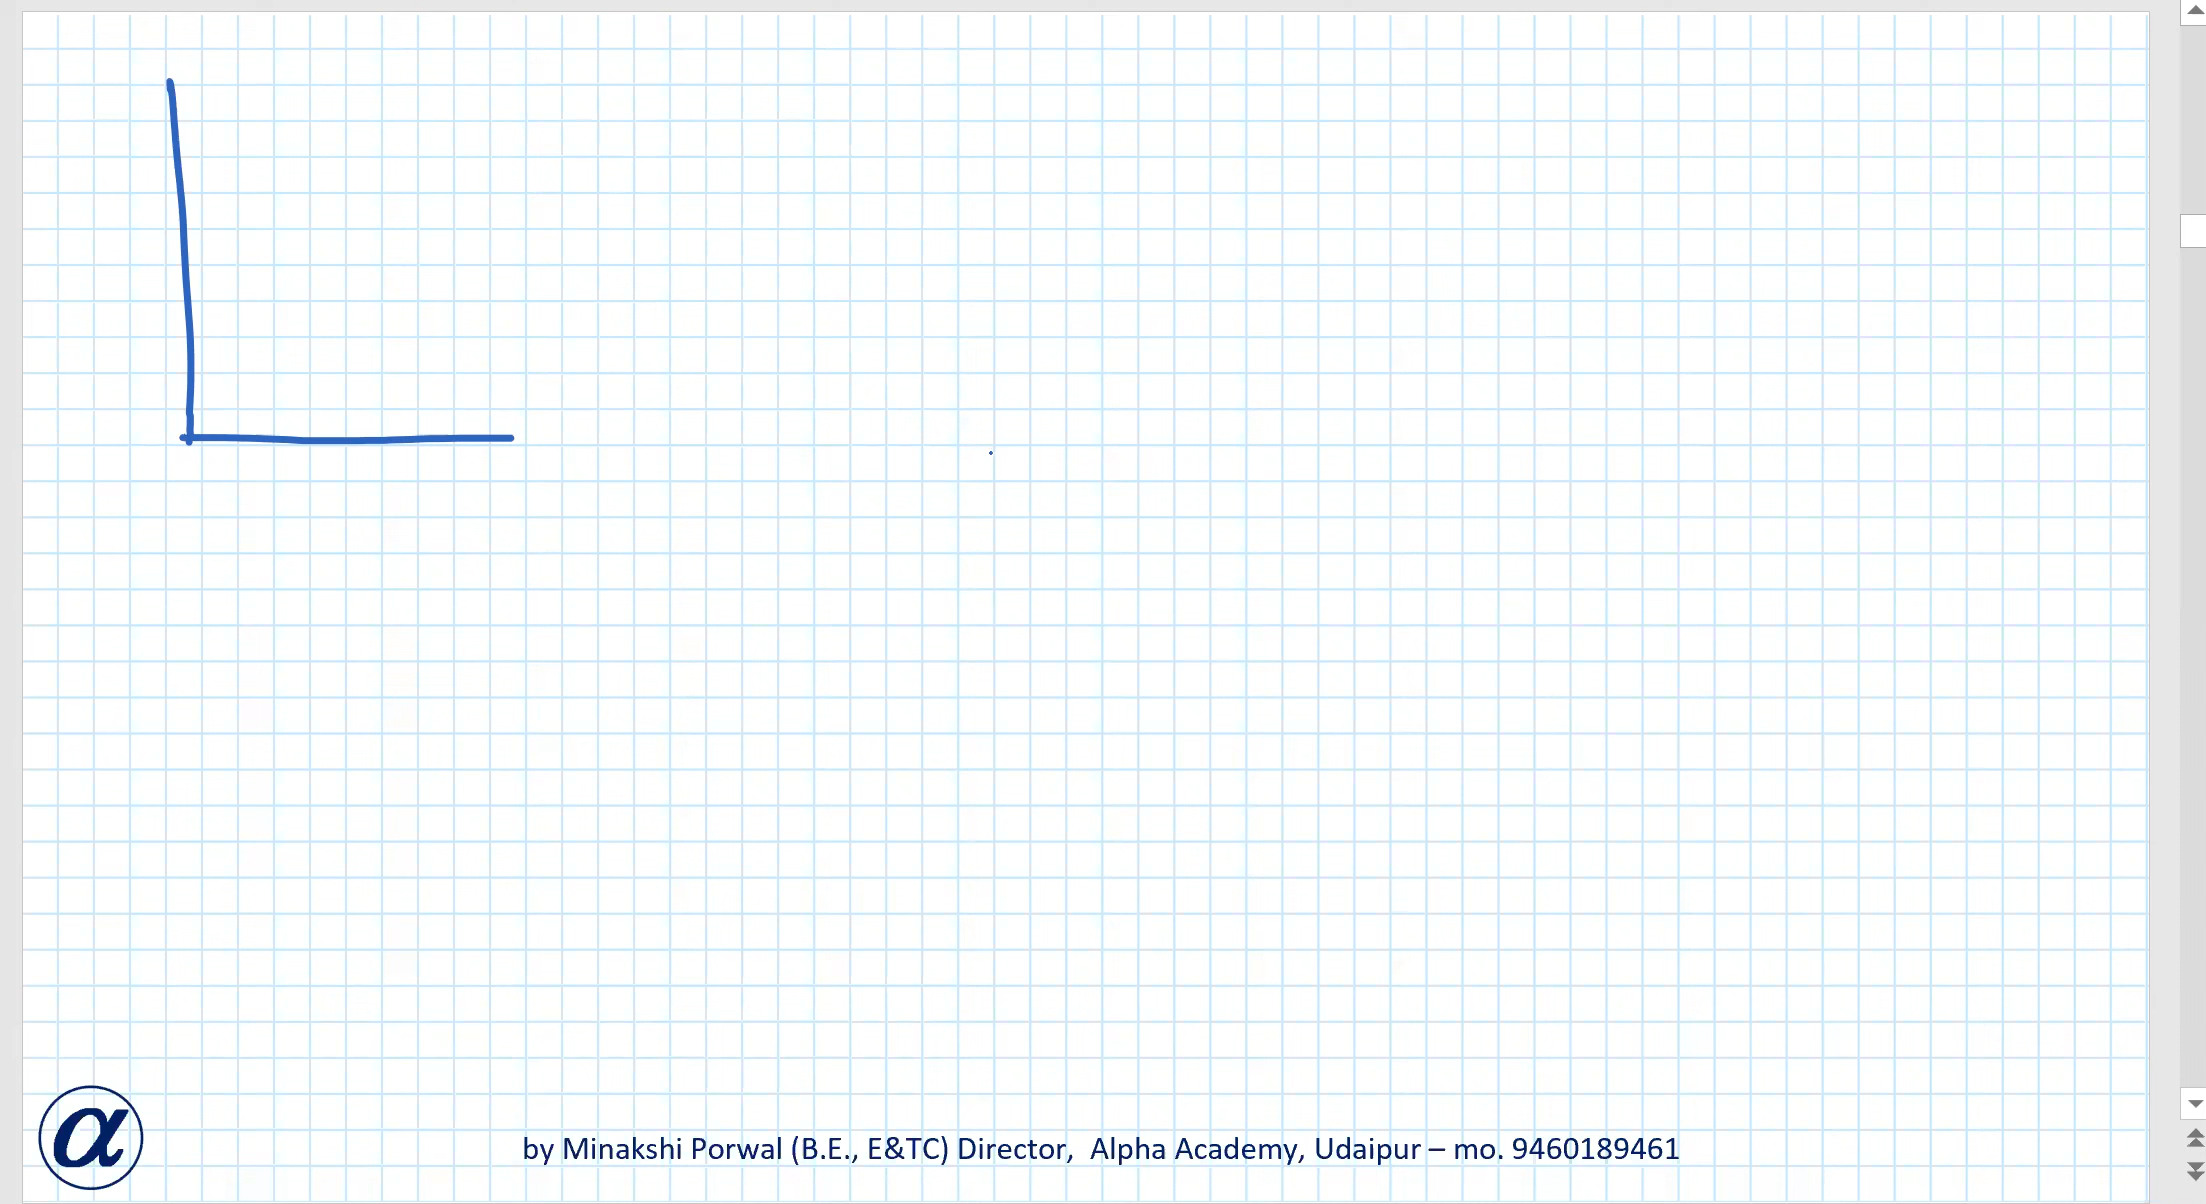 α
by Minakshi Porwal (B.E., E&TC) Director, Alpha Academy, Udaipur – mo. 9460189461